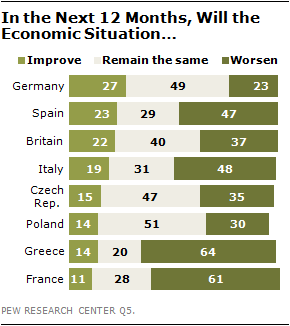 In the Next 12 Months, Will the
Economic Situation...
Improve Remain the same Worsen
Germany 27 49 23
Spain 23 29 47
Britain 22 40 37
Italy 19 31 48
Czech
Rep. 15 47 35
Poland 14 51 30
Greece 14 20 64
France 11 28 61
PEW RESEARCH CENTER Q5.